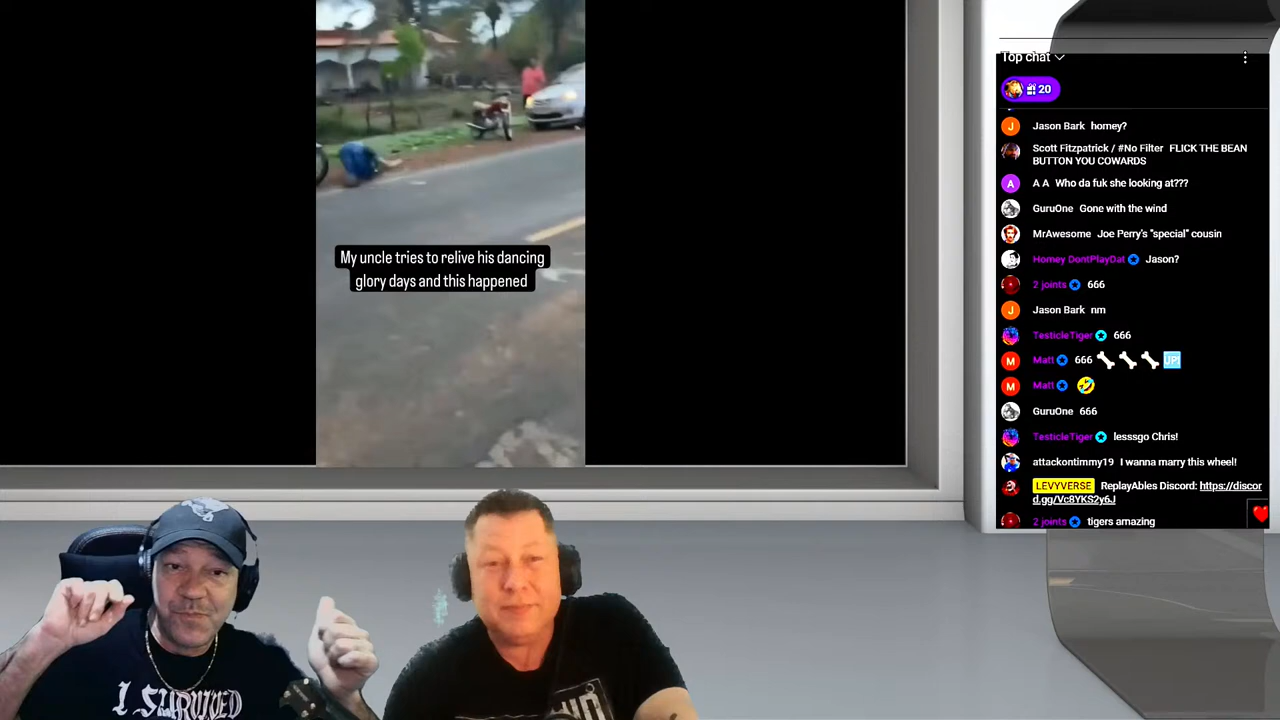 My uncle tries to relive his dancing
glory days and this happened
Top chat
20
Jason Bark homey?
Scott Fitzpatrick / #No Filter FLICK THE BEAN
BUTTON YOU COWARDS
A A Who da fuk she looking at???
GuruOne Gone with the wind
MrAwesome Joe Perry's "special" cousin
Homey DontPlayDat Jason?
2 joints 666
Jason Bark nm
TesticleTiger 666
Matt 666 🦴🦴🦴 UP!
Matt 🤣
GuruOne 666
TesticleTiger lesssgo Chris!
attackontimmy19 I wanna marry this wheel!
LEVYVERSE ReplayAbles Discord: https://discor
d.gg/Vc8YKS2y6J
2 joints tigers amazing
I SURVIVED